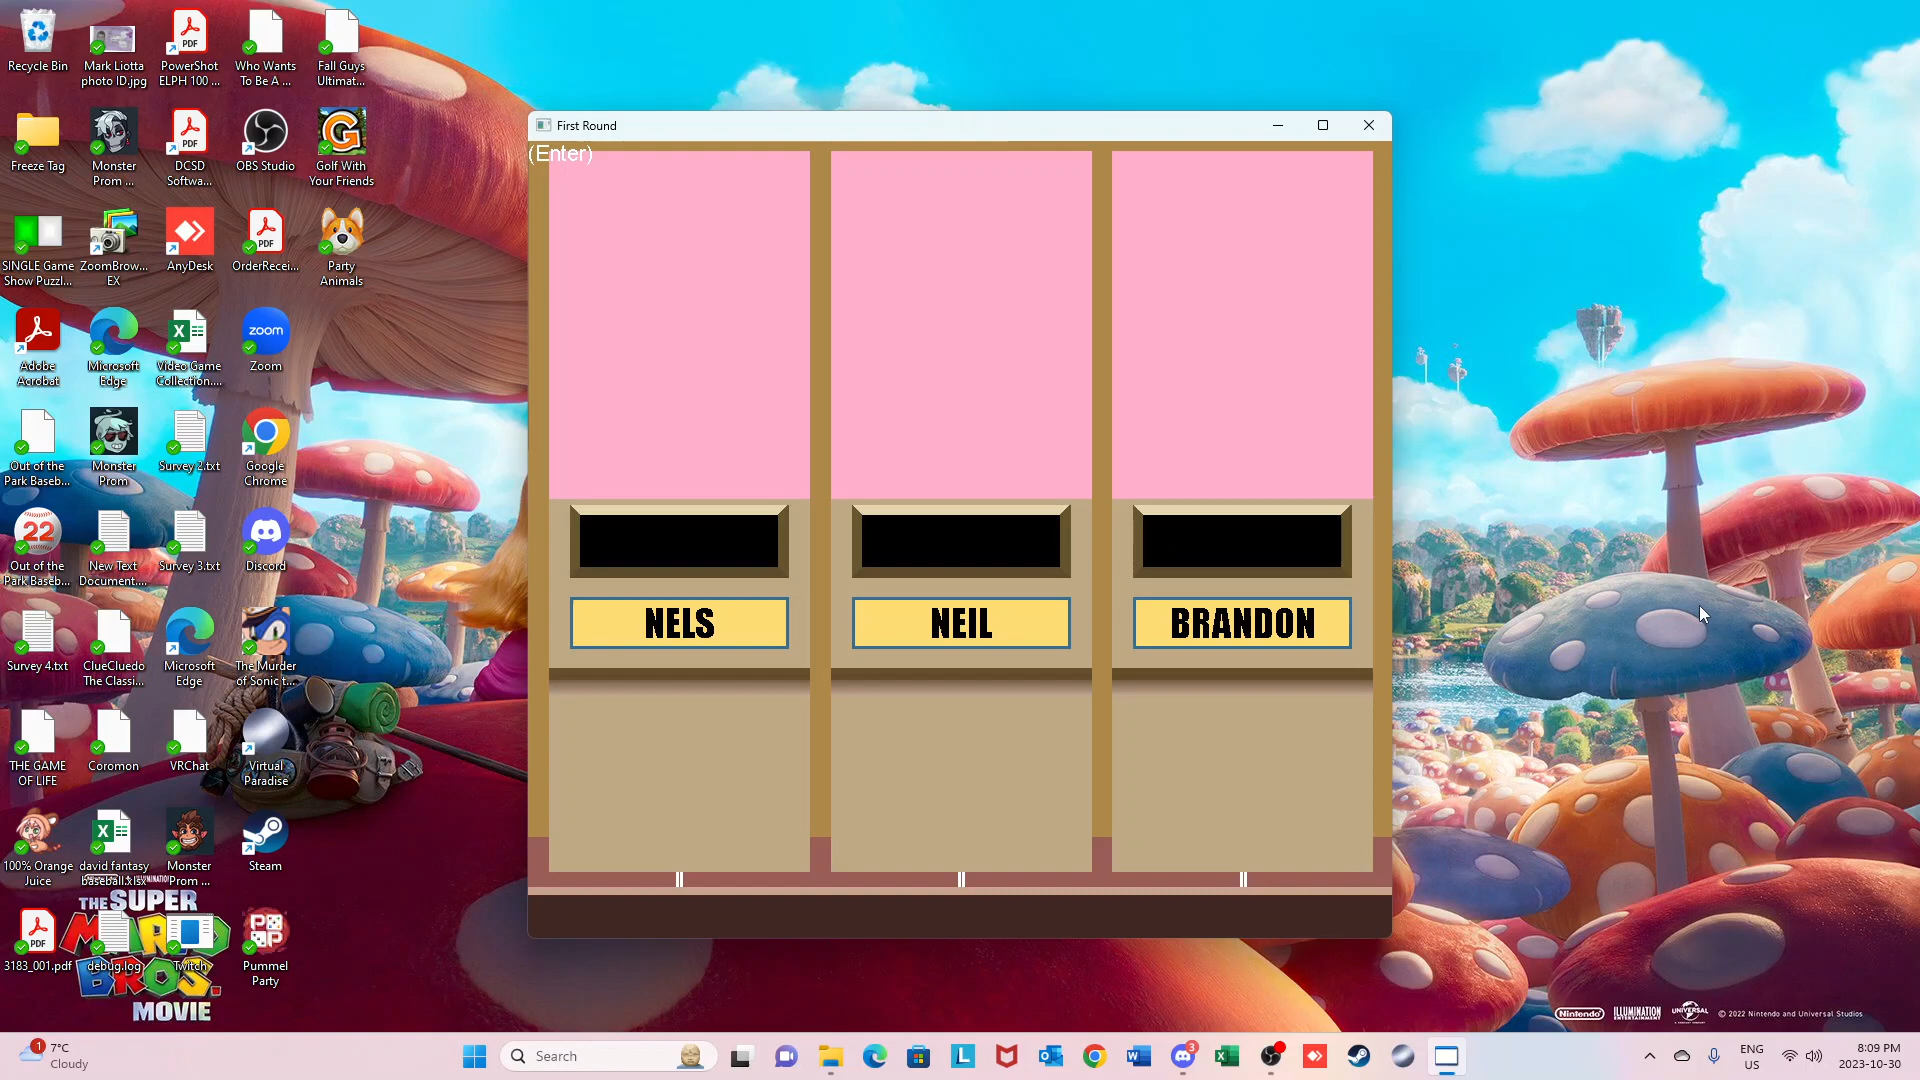 Recycle Bin
Mark Liotta
photo ID.jpg
PowerShot
ELPH 100 ...
Who Wants
To Be A ...
Fall Guys
Ultimat...
Freeze Tag
Monster
Prom ...
DCSD
Softwa...
OBS Studio
Golf With
Your Friends
SINGLE Game
Show Puzzl...
ZoomBrow...
EX
AnyDesk
OrderRecei...
Party
Animals
Adobe
Acrobat
Microsoft
Edge
Video Game
Collection....
zoom
Zoom
Out of the
Park Baseb...
Monster
Prom
Survey 2.txt
Google
Chrome
22
Out of the
Park Baseb...
New Text
Document....
Survey 3.txt
Discord
Survey 4.txt
ClueCluedo
The Classi...
Microsoft
Edge
The Murder
of Sonic t...
THE GAME
OF LIFE
Coromon
VRChat
Virtual
Paradise
100% Orange
Juice
david fantasy
baseball.xlsx
Monster
Prom ...
Steam
THE SUPER
MARIO
BROS.
MOVIE
3183_001.pdf
debug.log
Twitch
Pummel
Party
First Round
(Enter)
NELS
NEIL
BRANDON
Nintendo
ILLUMINATION
UNIVERSAL
© 2022 Nintendo and Universal Studios
1
7°C
Cloudy
Search
3
ENG
US
8:09 PM
2023-10-30